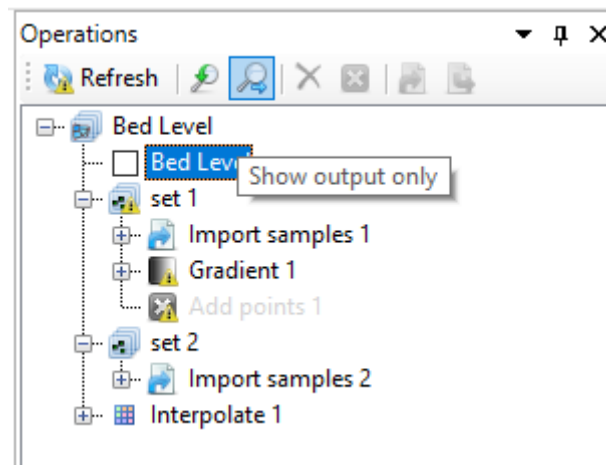 Operations
Refresh
Bed Level
Bed Leve
Show output only
set 1
Import samples 1
Gradient 1
Add points 1
set 2
Import samples 2
Interpolate 1